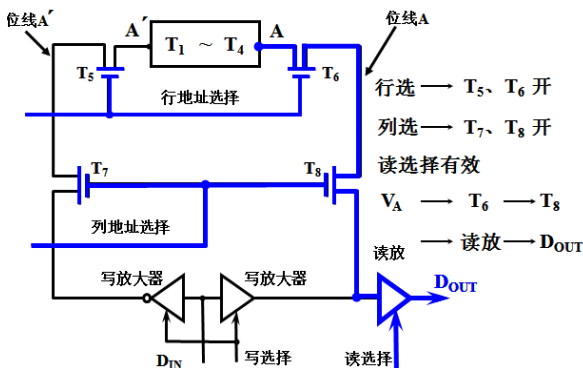 位线A′
A′
T1 ~ T4
A
位线A
T5
T6
行地址选择
行选 → T5、T6 开
列选 → T7、T8 开
T7
T8
读选择有效
VA → T6 → T8
列地址选择
→ 读放 → DOUT
写放大器
写放大器
读放
DOUT
DIN
写选择
读选择